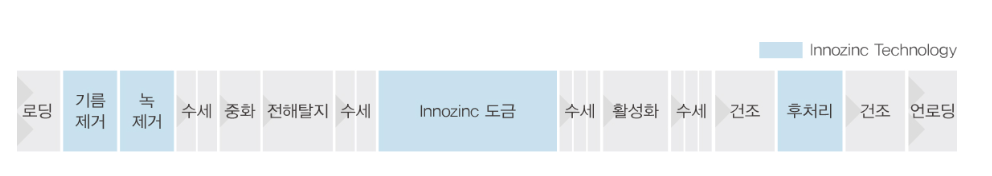 Innozinc Technology
로딩
기름
제거
녹
제거
수세
중화
전해탈지
수세
Innozinc 도금
수세
활성화
수세
건조
후처리
건조
언로딩